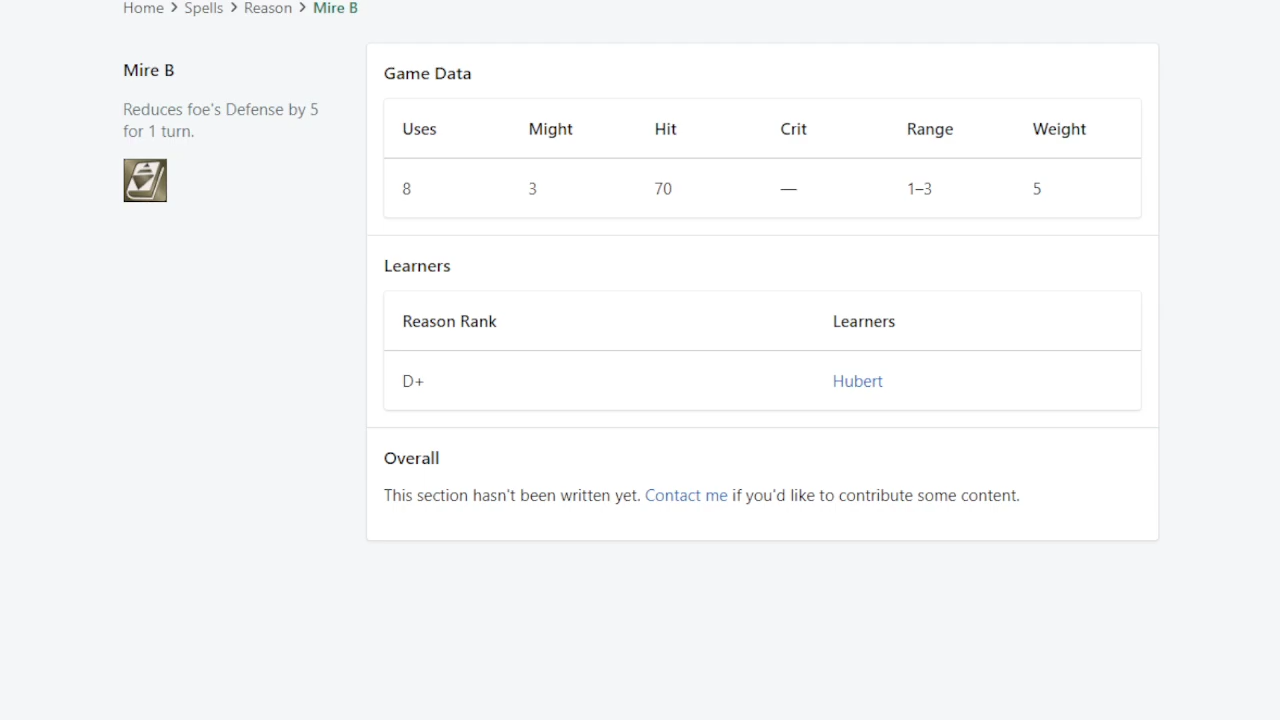 Home > Spells > Reason > Mire B
Mire B
Reduces foe's Defense by 5
for 1 turn.
Game Data
Uses Might Hit Crit Range Weight
8 3 70 — 1–3 5
Learners
Reason Rank Learners
D+ Hubert
Overall
This section hasn't been written yet. Contact me if you'd like to contribute some content.